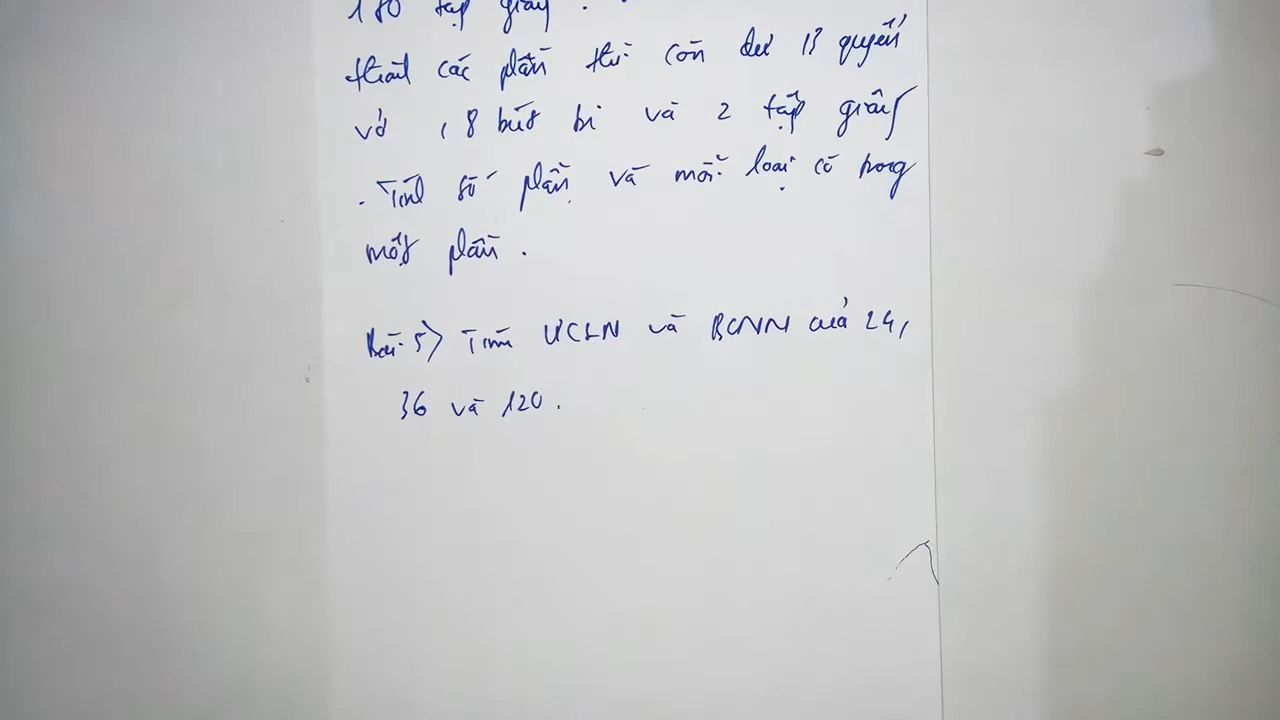 180 tập giấy.
thành các phần thì còn dư 13 quyển
vở, 8 bút bi và 2 tập giấy
. Tính số phần và mỗi loại có trong
một phần.
Bài 5> Tìm ƯCLN và BCNN của 24,
36 và 120.